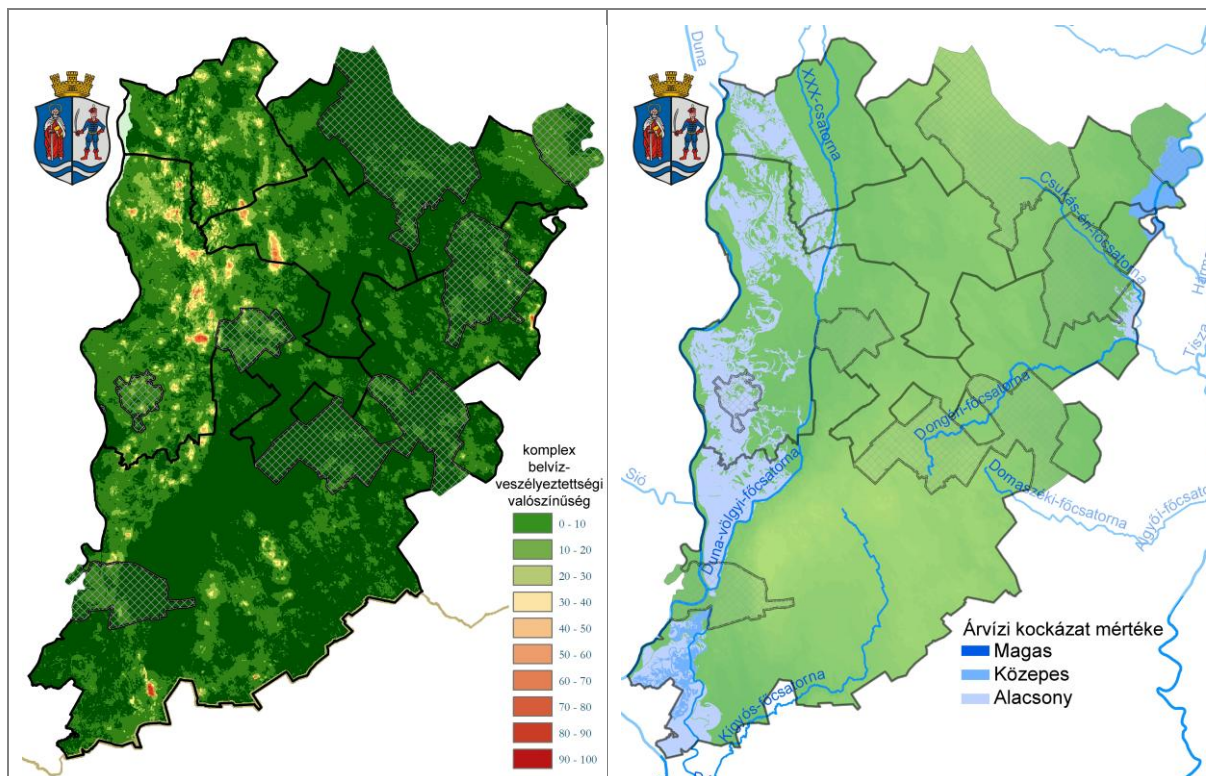 komplex
belvíz-
veszélyeztettségi
valószínűség
0 - 10
10 - 20
20 - 30
30 - 40
40 - 50
50 - 60
60 - 70
70 - 80
80 - 90
90 - 100
Duna
XXX-csatorna
Csukás-éri-főcsatorna
Tisza
Dongéri-főcsatorna
Domaszéki-főcsatorna
Algyői-főcsatorna
Sió
Duna-völgyi-főcsatorna
Kígyós-főcsatorna
Árvízi kockázat mértéke
Magas
Közepes
Alacsony